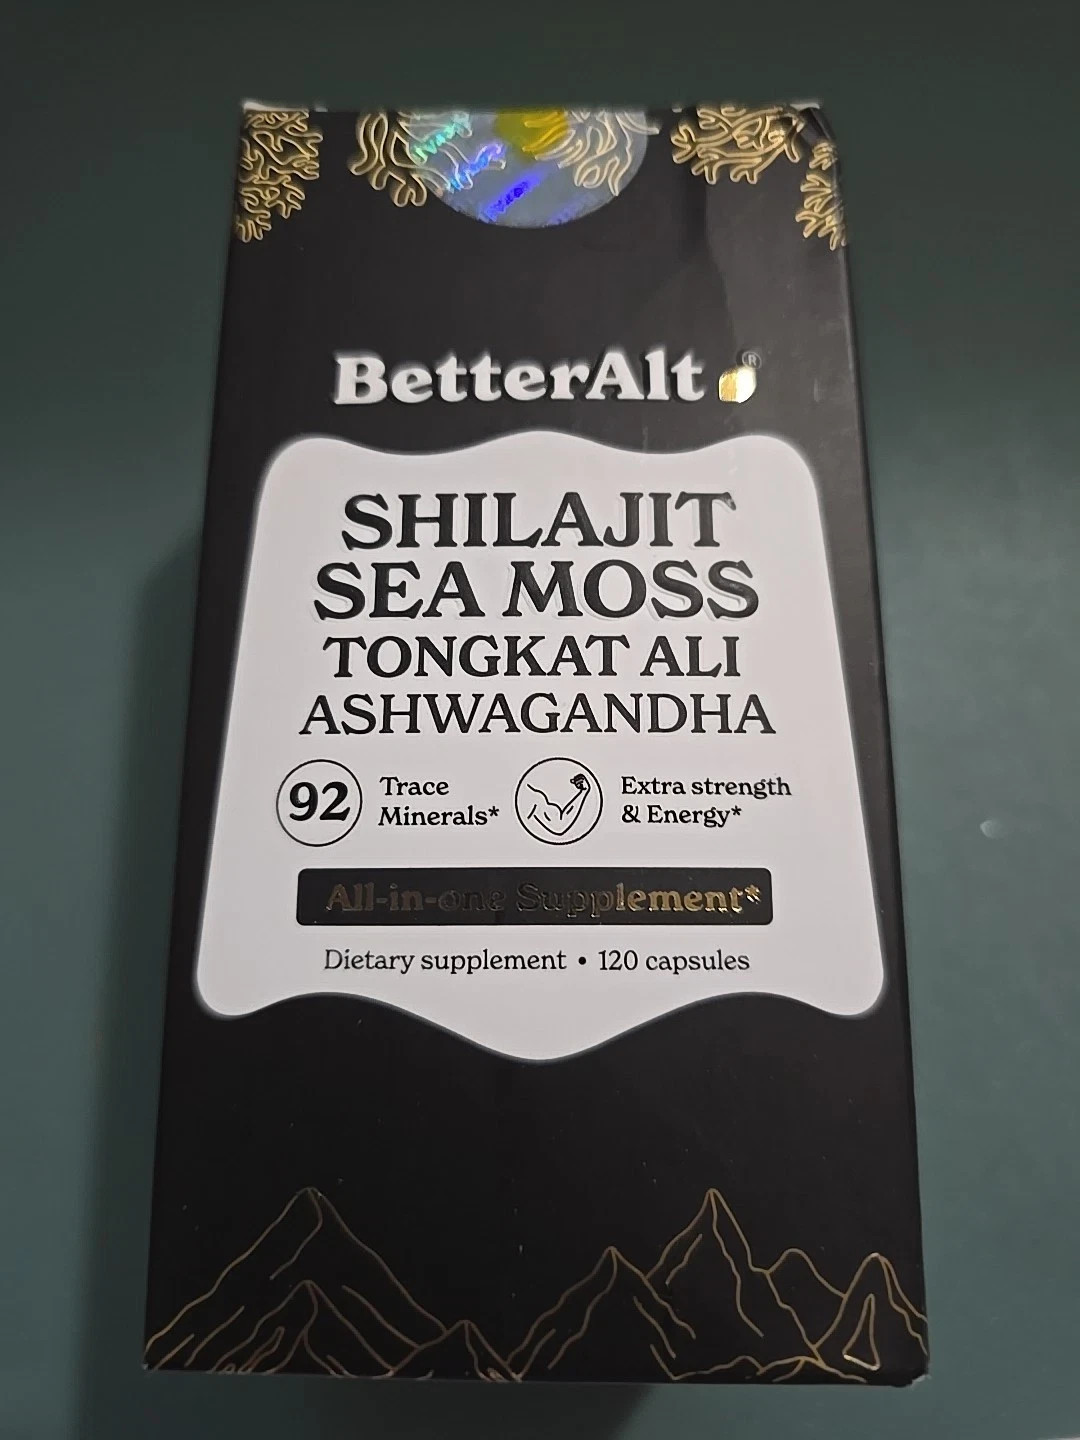 BetterAlt ®
SHILAJIT
SEA MOSS
TONGKAT ALI
ASHWAGANDHA
92 Trace
Minerals*
Extra strength
& Energy*
All-in-one Supplement*
Dietary supplement • 120 capsules